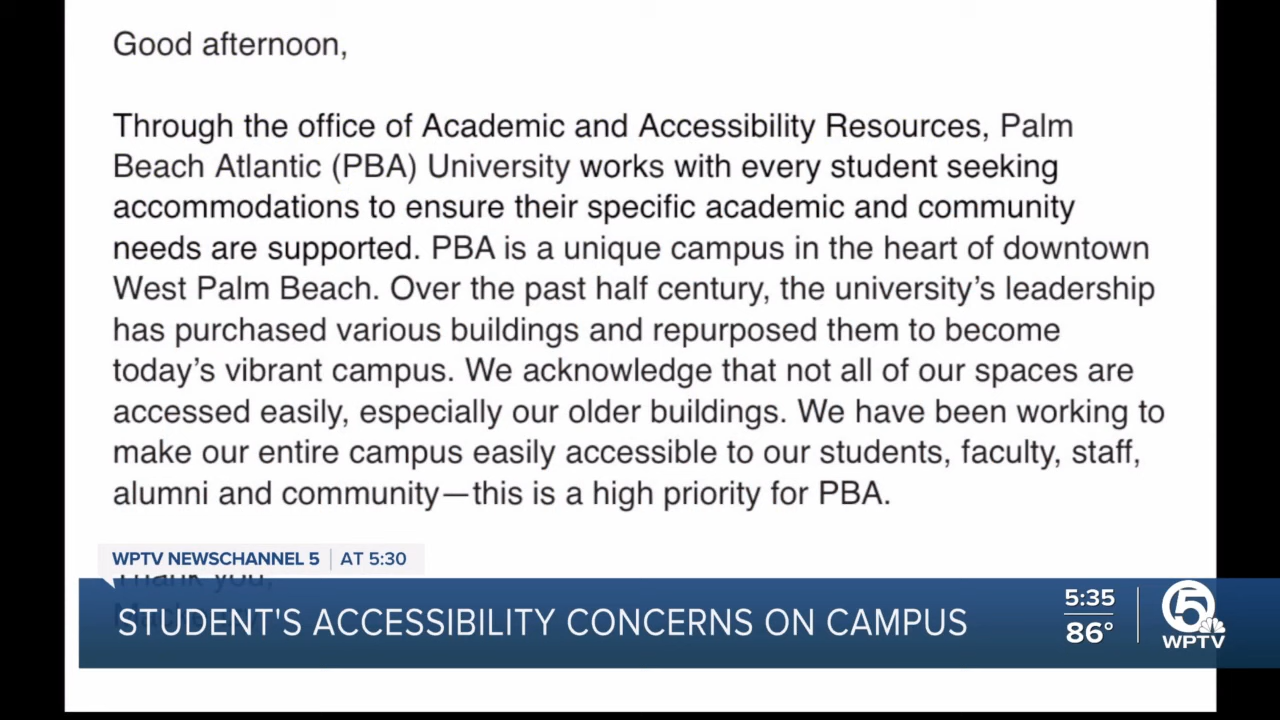 Good afternoon,
Through the office of Academic and Accessibility Resources, Palm
Beach Atlantic (PBA) University works with every student seeking
accommodations to ensure their specific academic and community
needs are supported. PBA is a unique campus in the heart of downtown
West Palm Beach. Over the past half century, the university’s leadership
has purchased various buildings and repurposed them to become
today’s vibrant campus. We acknowledge that not all of our spaces are
accessed easily, especially our older buildings. We have been working to
make our entire campus easily accessible to our students, faculty, staff,
alumni and community—this is a high priority for PBA.
WPTV NEWSCHANNEL 5 | AT 5:30
Thank you,
STUDENT'S ACCESSIBILITY CONCERNS ON CAMPUS
5:35
86°
5
WPTV